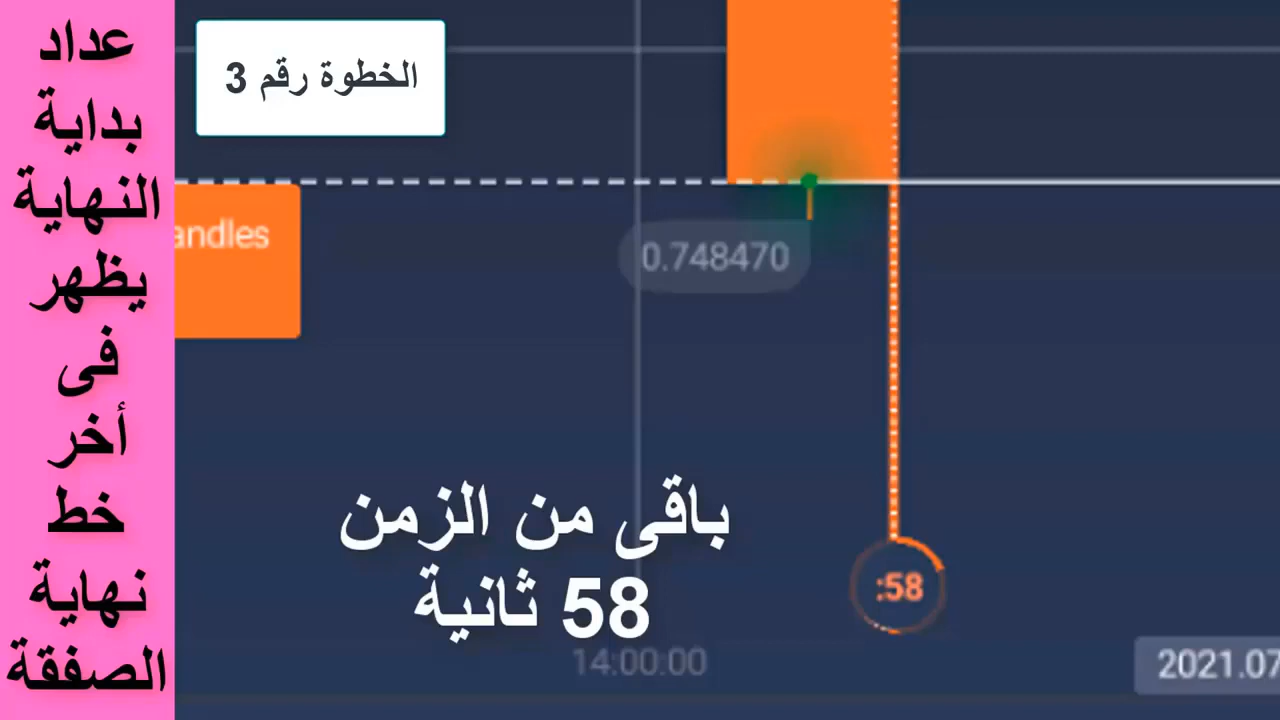 عداد
بداية
النهاية
يظهر
فى
أخر
خط
نهاية
الصفقة
الخطوة رقم 3
andles
0.748470
باقى من الزمن
58 ثانية
:58
14:00:00
2021.07